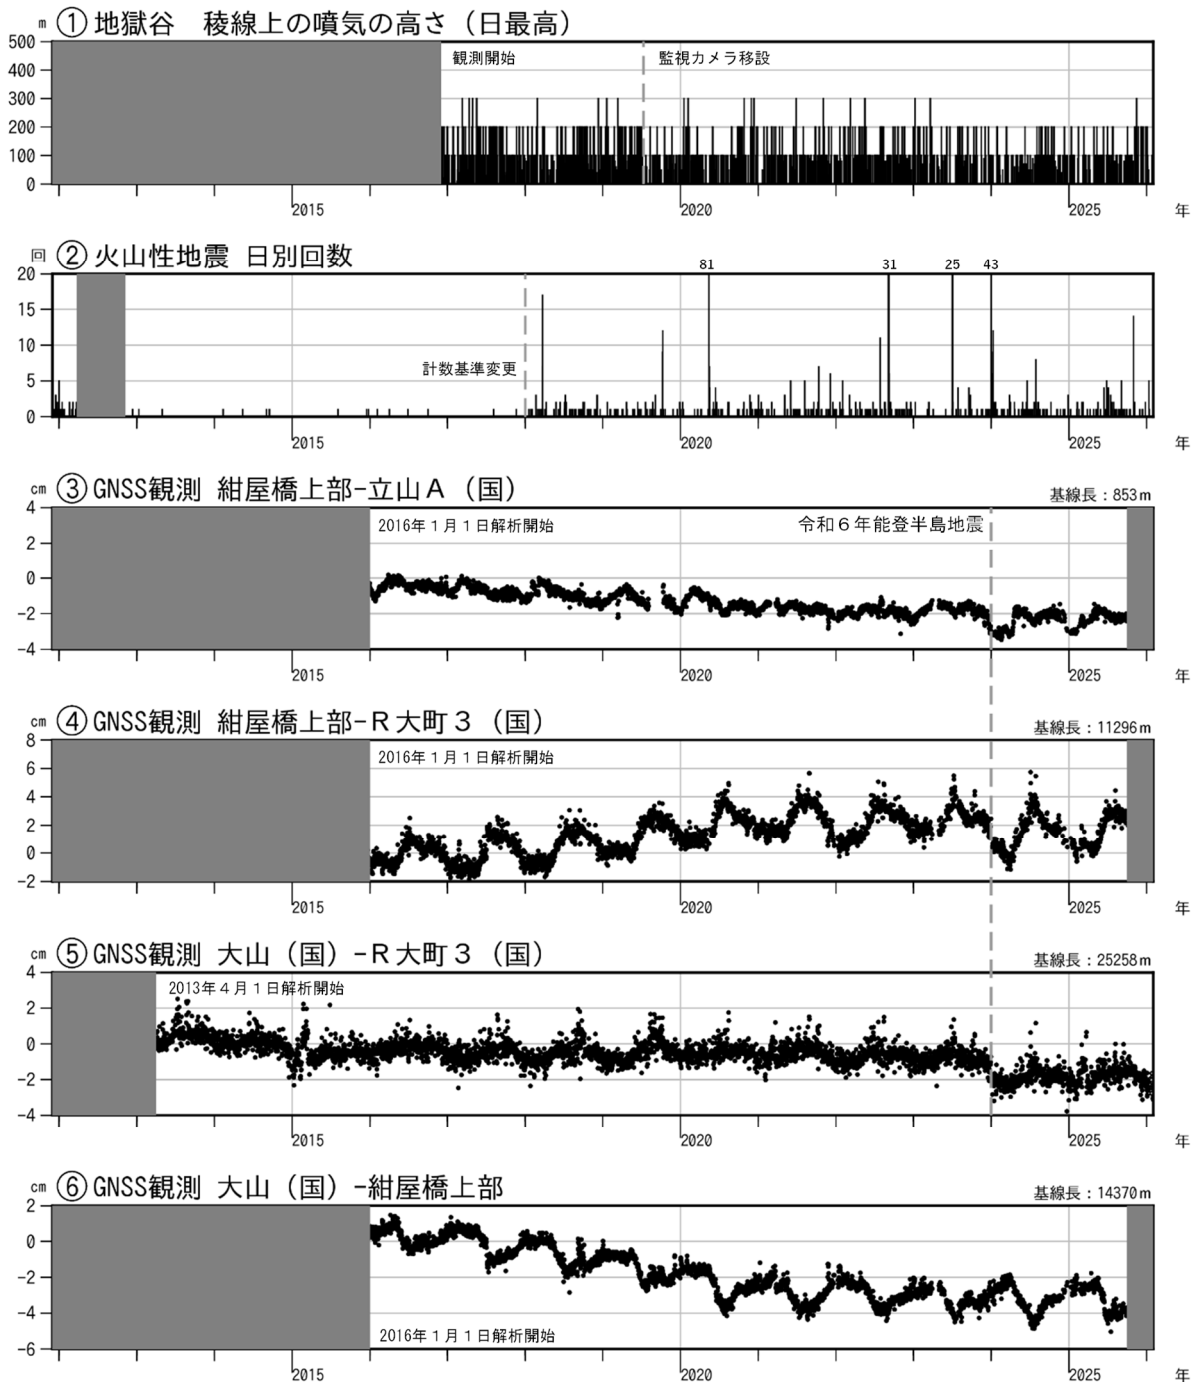 m ①地獄谷 稜線上の噴気の高さ（日最高）
500
観測開始
監視カメラ移設
400
300
200
100
0
2015
2020
2025
年
回 ②火山性地震 日別回数
81
31
25
43
20
15
10
計数基準変更
5
0
2015
2020
2025
年
cm ③GNSS観測 紺屋橋上部−立山Ａ（国）
基線長：853m
4
2016年１月１日解析開始
令和６年能登半島地震
2
0
-2
-4
2015
2020
2025
年
cm ④GNSS観測 紺屋橋上部−Ｒ大町３（国）
基線長：11296m
8
2016年１月１日解析開始
6
4
2
0
-2
2015
2020
2025
年
cm ⑤GNSS観測 大山（国）−Ｒ大町３（国）
基線長：25258m
4
2013年４月１日解析開始
2
0
-2
-4
2015
2020
2025
年
cm ⑥GNSS観測 大山（国）−紺屋橋上部
基線長：14370m
2
0
-2
-4
2016年１月１日解析開始
-6
2015
2020
2025
年